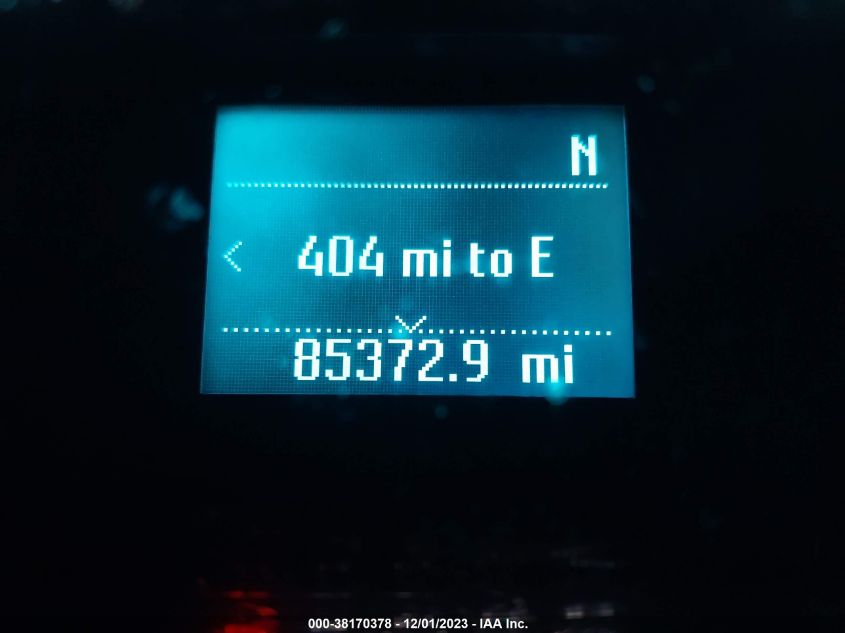 N
< 404 mi to E
85372.9 mi
000-38170378 - 12/01/2023 - IAA Inc.